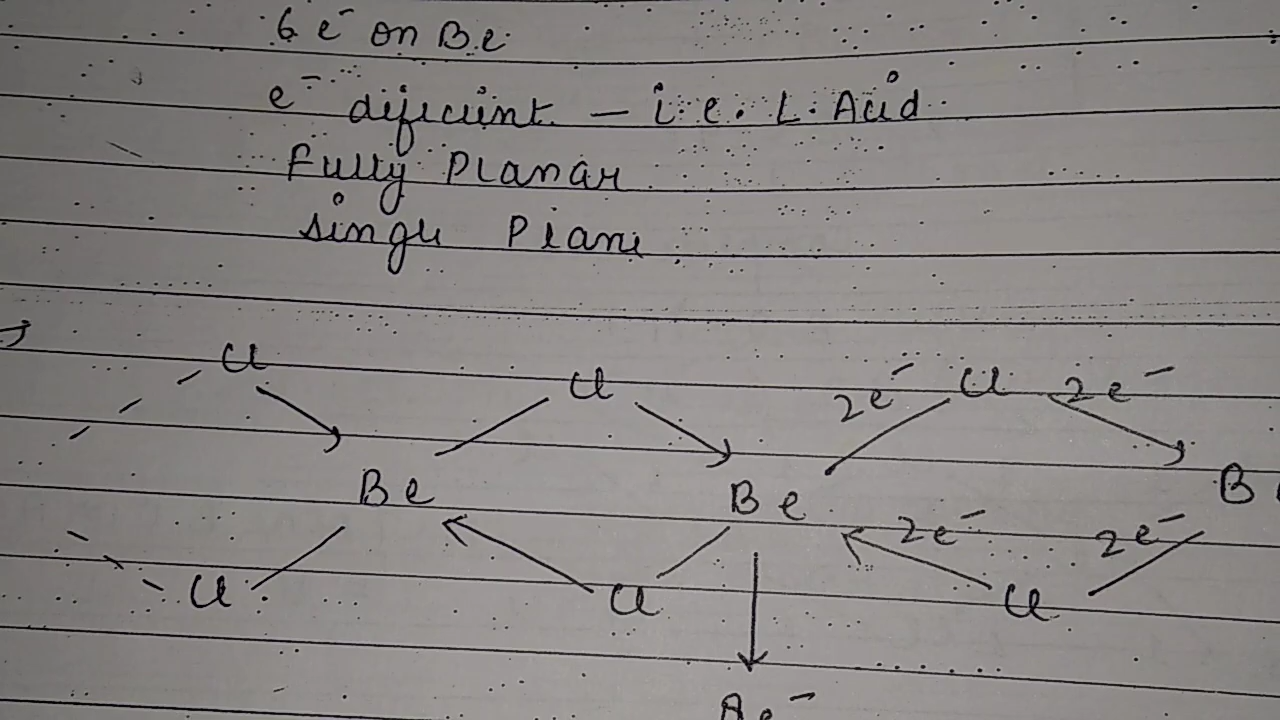 6 e⁻ on Be
e⁻ dificient - i.e. L. Acid
Fully Planar
single Plane
Cl Cl 2e⁻ Cl 2e⁻
Be Be B
2e⁻ 2e⁻
Cl Cl Cl